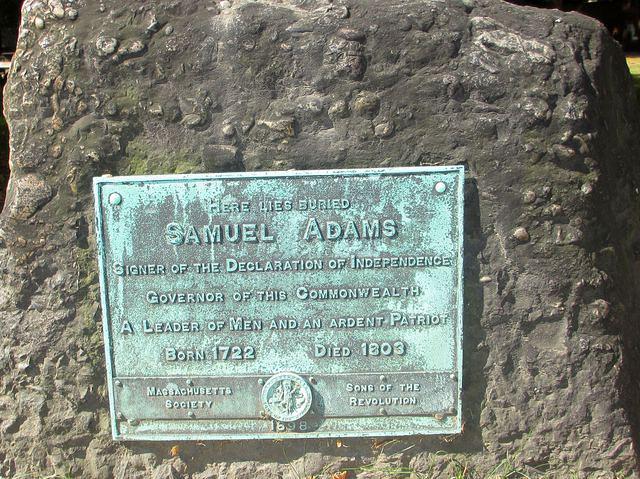 HERE LIES BURIED
SAMUEL ADAMS
SIGNER OF THE DECLARATION OF INDEPENDENCE
GOVERNOR OF THIS COMMONWEALTH
A LEADER OF MEN AND AN ARDENT PATRIOT
BORN 1722 DIED 1803
MASSACHUSETTS SOCIETY
SONS OF THE REVOLUTION
1898